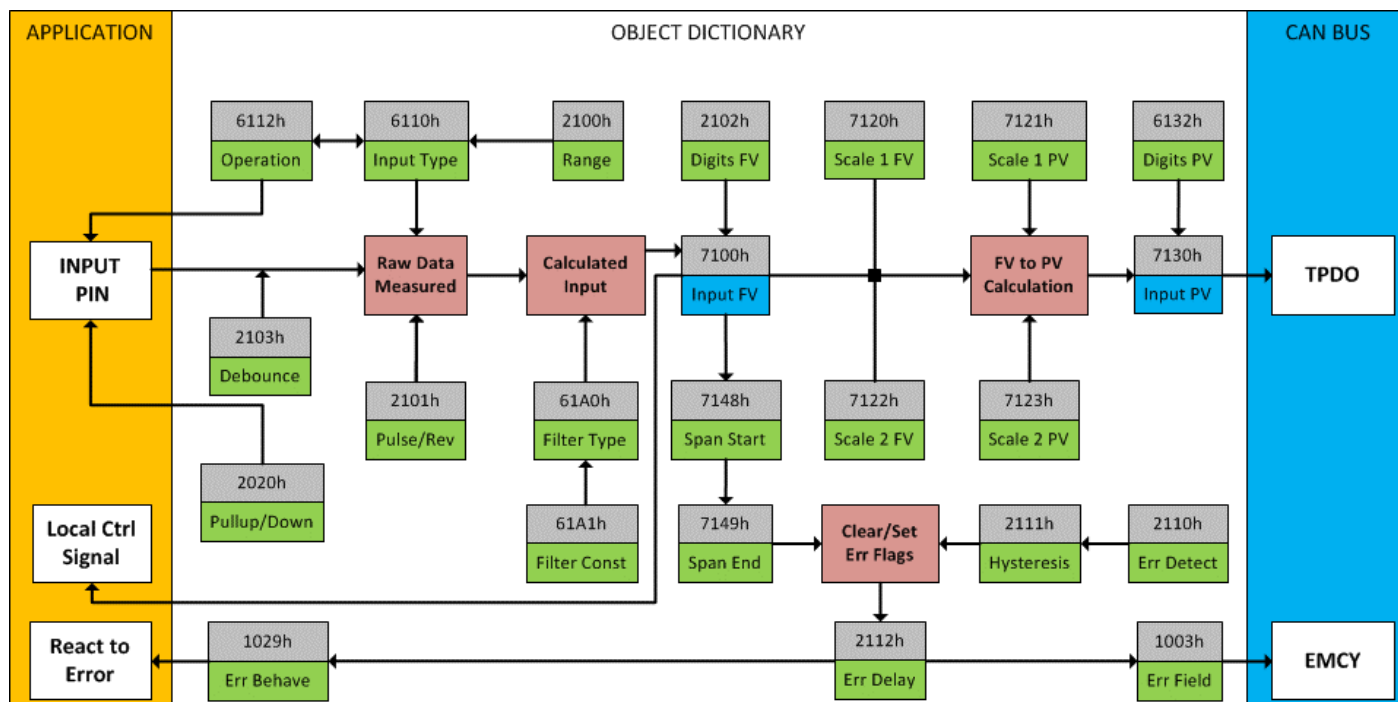 APPLICATION
OBJECT DICTIONARY
CAN BUS
6112h
Operation
6110h
Input Type
2100h
Range
2102h
Digits FV
7120h
Scale 1 FV
7121h
Scale 1 PV
6132h
Digits PV
INPUT
PIN
Raw Data
Measured
Calculated
Input
7100h
Input FV
FV to PV
Calculation
7130h
Input PV
TPDO
2103h
Debounce
2101h
Pulse/Rev
61A0h
Filter Type
7148h
Span Start
7122h
Scale 2 FV
7123h
Scale 2 PV
2020h
Pullup/Down
Local Ctrl
Signal
61A1h
Filter Const
7149h
Span End
Clear/Set
Err Flags
2111h
Hysteresis
2110h
Err Detect
React to
Error
1029h
Err Behave
2112h
Err Delay
1003h
Err Field
EMCY